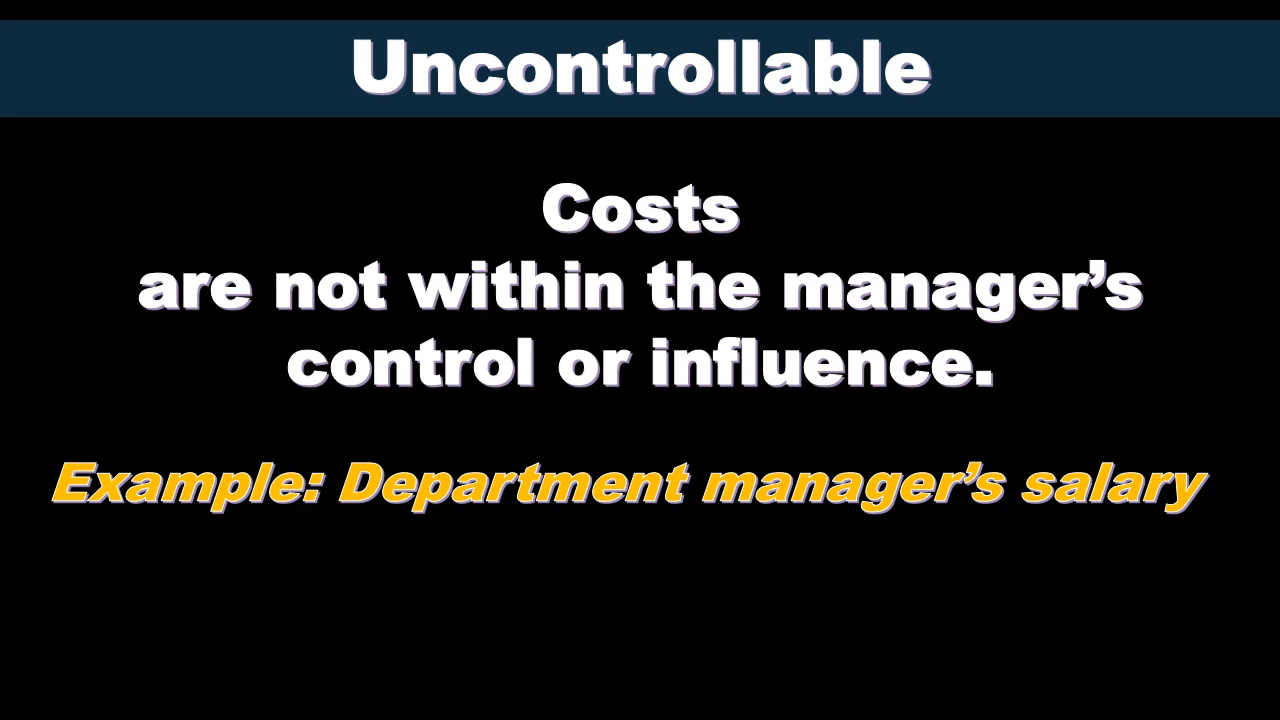 Uncontrollable
Costs
are not within the manager’s
control or influence.
Example: Department manager’s salary